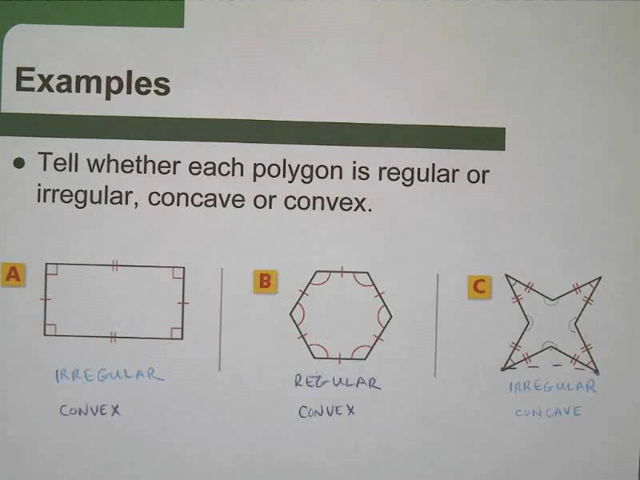 Examples
● Tell whether each polygon is regular or
irregular, concave or convex.
A
B
C
IRREGULAR
REGULAR
IRREGULAR
CONVEX
CONVEX
CONCAVE